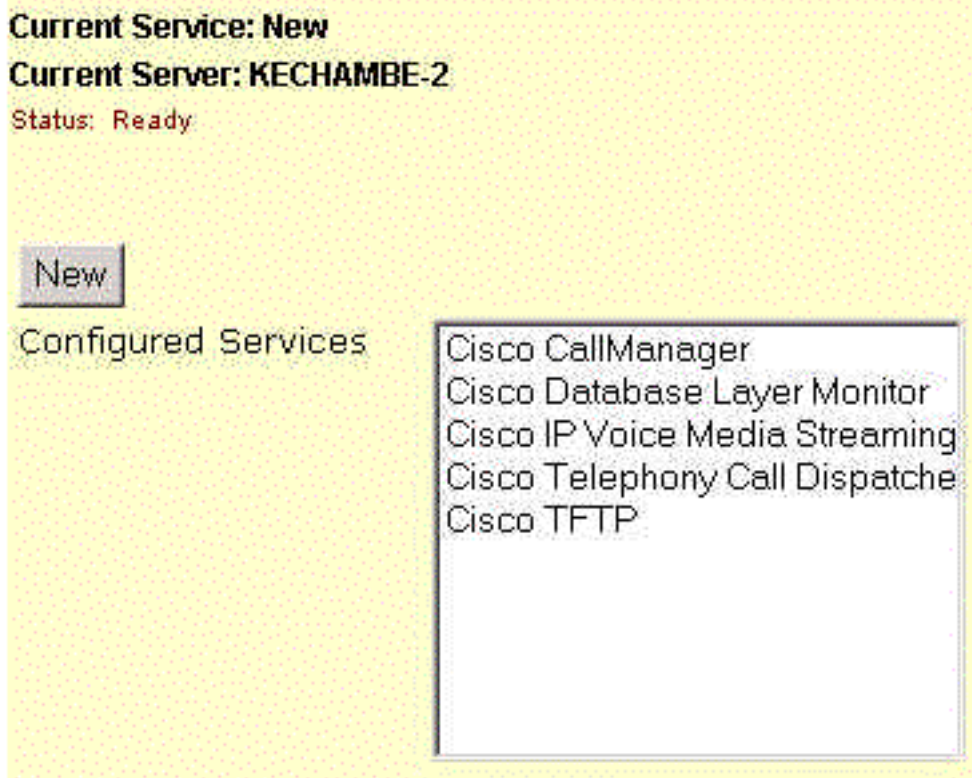 Current Service: New
Current Server: KECHAMBE-2
Status: Ready
New
Configured Services
Cisco CallManager
Cisco Database Layer Monitor
Cisco IP Voice Media Streaming
Cisco Telephony Call Dispatche
Cisco TFTP